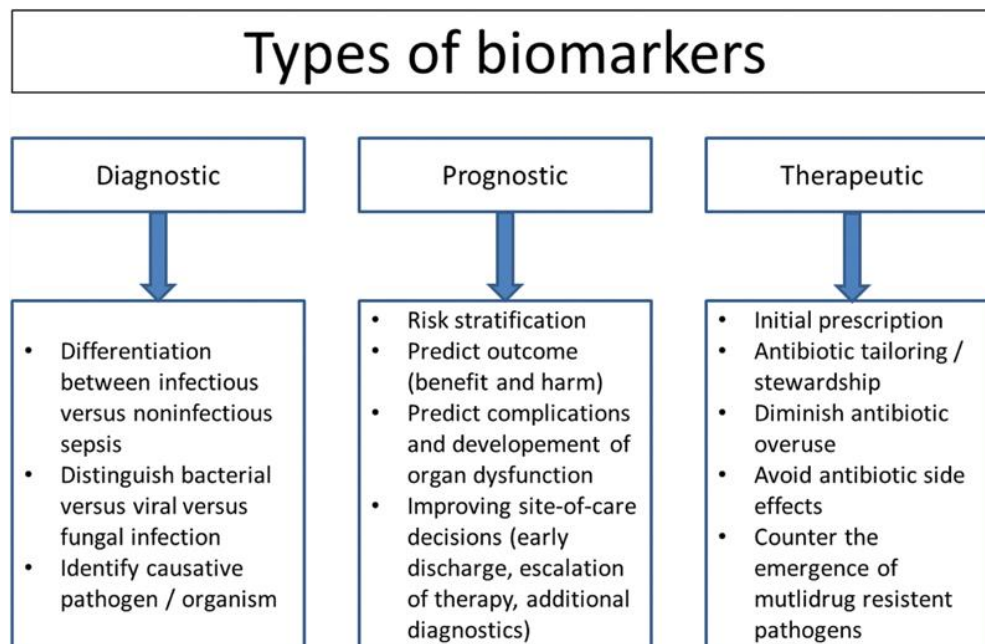 Types of biomarkers
Diagnostic
Prognostic
Therapeutic
• Differentiation
between infectious
versus noninfectious
sepsis
• Distinguish bacterial
versus viral versus
fungal infection
• Identify causative
pathogen / organism
• Risk stratification
• Predict outcome
(benefit and harm)
• Predict complications
and developement of
organ dysfunction
• Improving site-of-care
decisions (early
discharge, escalation
of therapy, additional
diagnostics)
• Initial prescription
• Antibiotic tailoring /
stewardship
• Diminish antibiotic
overuse
• Avoid antibiotic side
effects
• Counter the
emergence of
mutlidrug resistent
pathogens